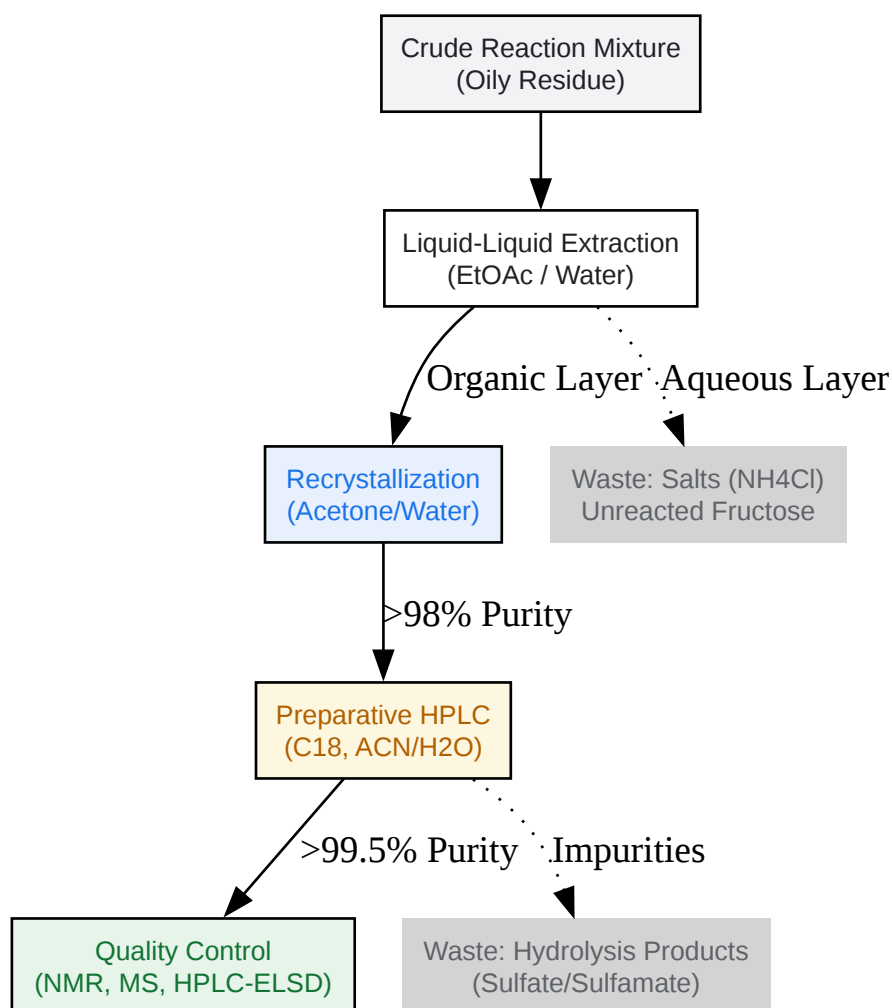 Crude Reaction Mixture
(Oily Residue)
Liquid-Liquid Extraction
(EtOAc / Water)
Organic Layer
Aqueous Layer
Recrystallization
(Acetone/Water)
Waste: Salts (NH4Cl)
Unreacted Fructose
>98% Purity
Preparative HPLC
(C18, ACN/H2O)
>99.5% Purity
Impurities
Quality Control
(NMR, MS, HPLC-ELSD)
Waste: Hydrolysis Products
(Sulfate/Sulfamate)